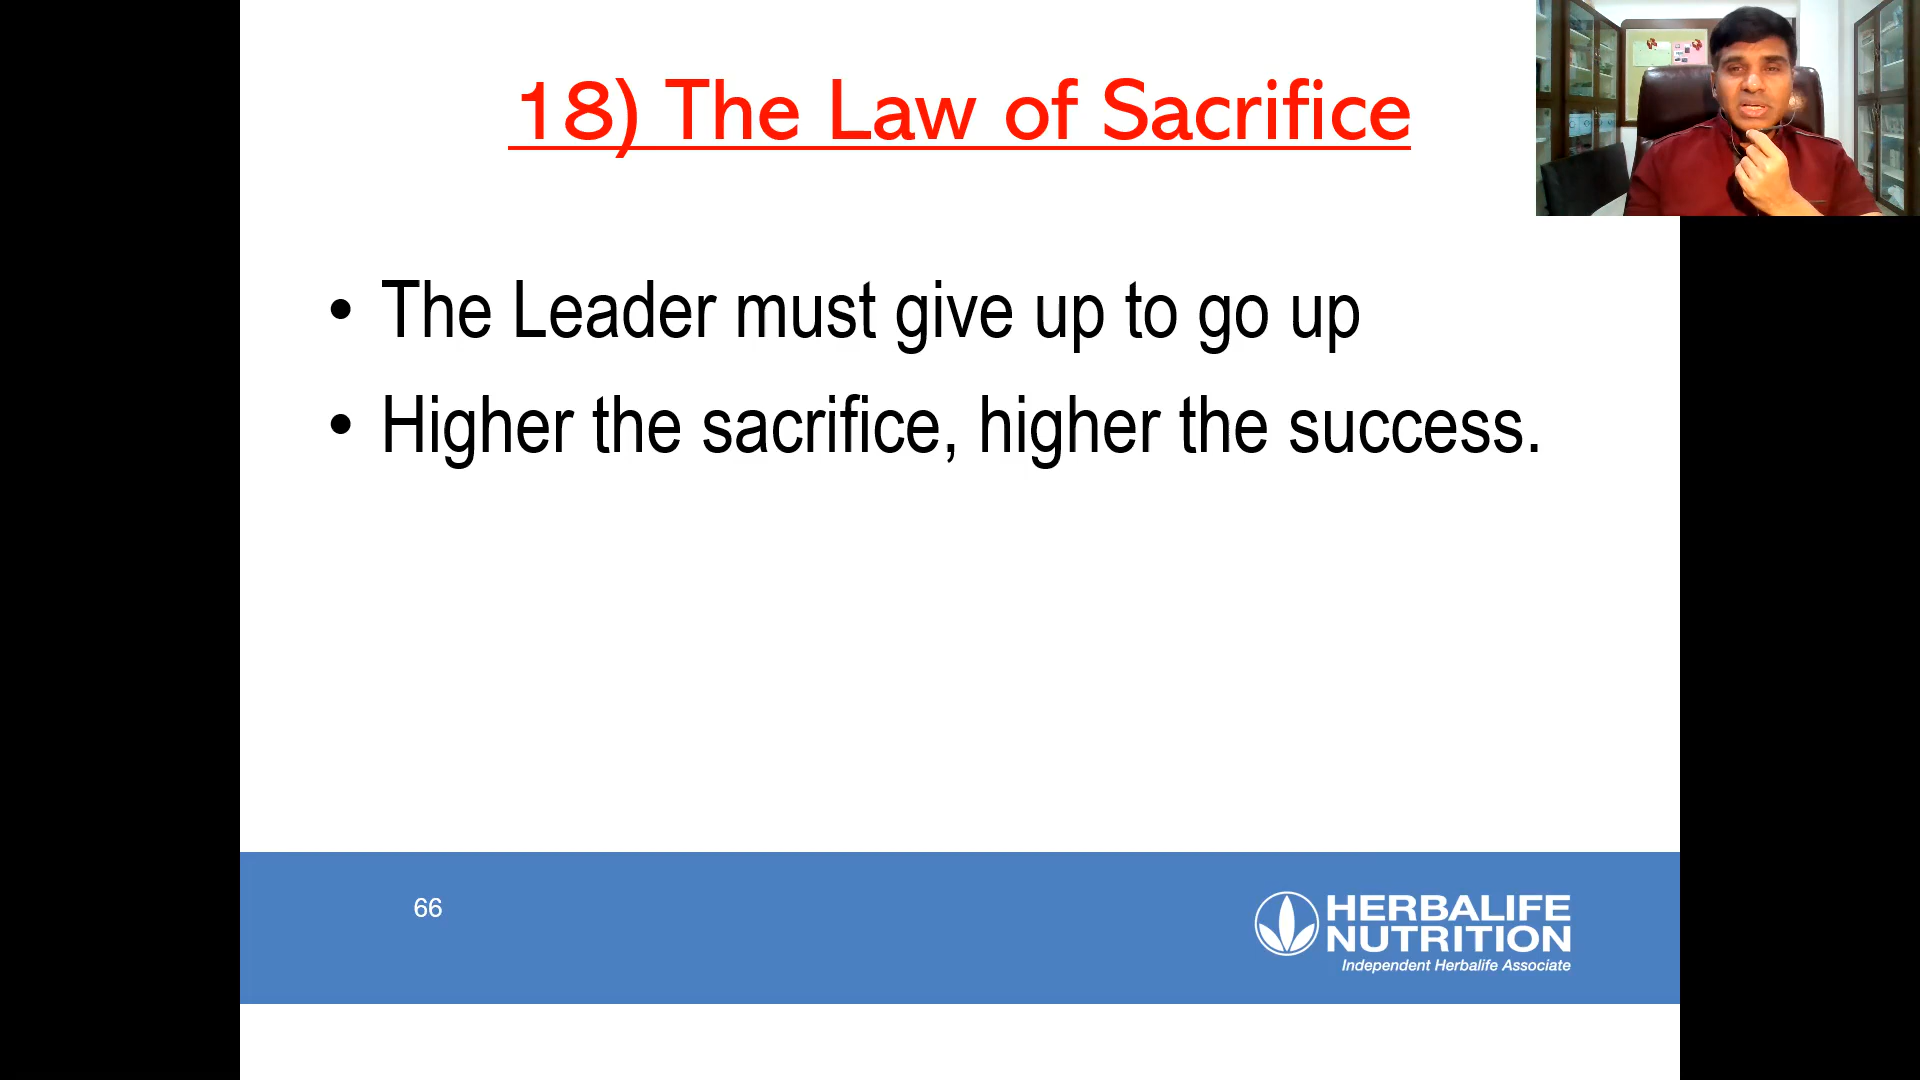 18) The Law of Sacrifice
• The Leader must give up to go up
• Higher the sacrifice, higher the success.
66
HERBALIFE
NUTRITION
Independent Herbalife Associate